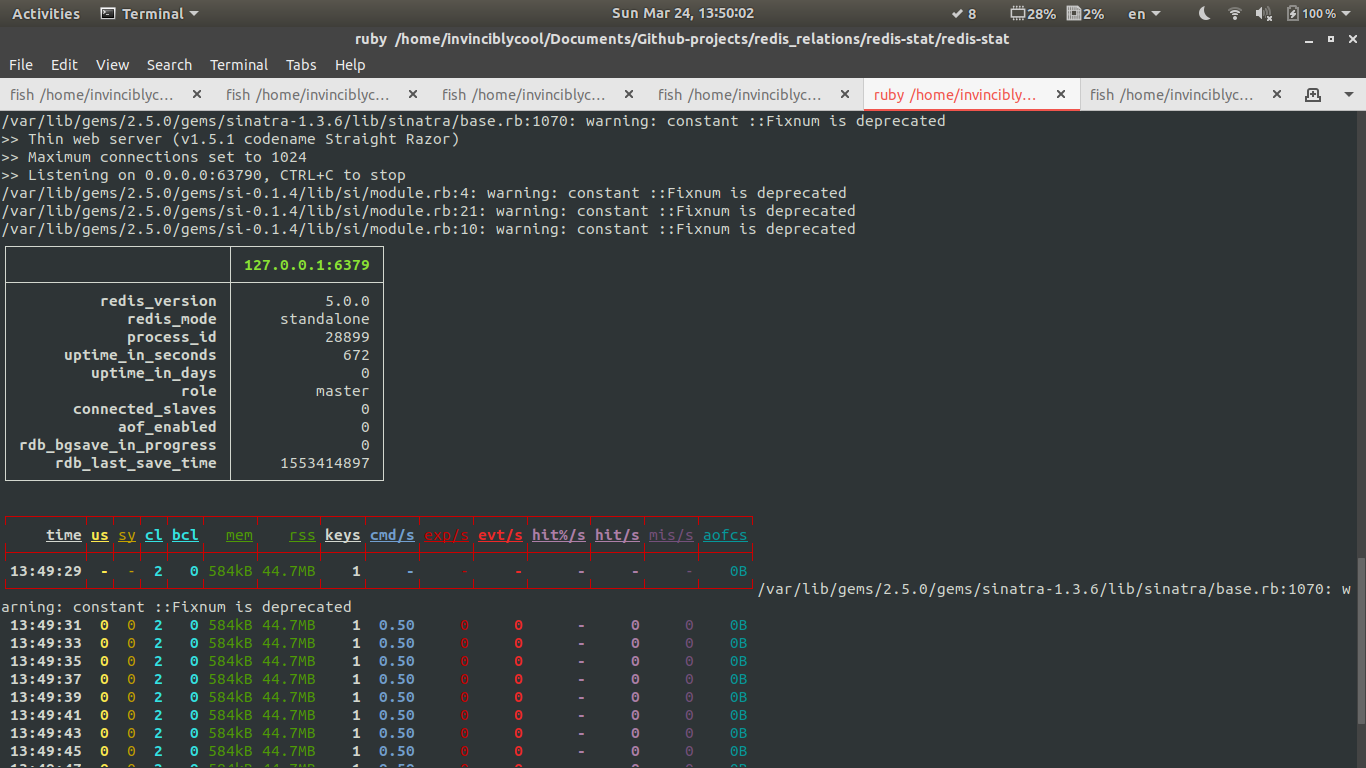 Activities Terminal Sun Mar 24, 13:50:02 8 28% 2% en 100 %
ruby /home/invinciblycool/Documents/Github-projects/redis_relations/redis-stat/redis-stat
File Edit View Search Terminal Tabs Help
fish /home/invinciblyc... fish /home/invinciblyc... fish /home/invinciblyc... fish /home/invinciblyc... ruby /home/invincibly... fish /home/invinciblyc...
/var/lib/gems/2.5.0/gems/sinatra-1.3.6/lib/sinatra/base.rb:1070: warning: constant ::Fixnum is deprecated
>> Thin web server (v1.5.1 codename Straight Razor)
>> Maximum connections set to 1024
>> Listening on 0.0.0.0:63790, CTRL+C to stop
/var/lib/gems/2.5.0/gems/si-0.1.4/lib/si/module.rb:4: warning: constant ::Fixnum is deprecated
/var/lib/gems/2.5.0/gems/si-0.1.4/lib/si/module.rb:21: warning: constant ::Fixnum is deprecated
/var/lib/gems/2.5.0/gems/si-0.1.4/lib/si/module.rb:10: warning: constant ::Fixnum is deprecated
127.0.0.1:6379
redis_version 5.0.0
redis_mode standalone
process_id 28899
uptime_in_seconds 672
uptime_in_days 0
role master
connected_slaves 0
aof_enabled 0
rdb_bgsave_in_progress 0
rdb_last_save_time 1553414897
time us sy cl bcl mem rss keys cmd/s exp/s evt/s hit%/s hit/s mis/s aofcs
13:49:29 - - 2 0 584kB 44.7MB 1 - - - - - - 0B
/var/lib/gems/2.5.0/gems/sinatra-1.3.6/lib/sinatra/base.rb:1070: w
arning: constant ::Fixnum is deprecated
13:49:31 0 0 2 0 584kB 44.7MB 1 0.50 0 0 - 0 0 0B
13:49:33 0 0 2 0 584kB 44.7MB 1 0.50 0 0 - 0 0 0B
13:49:35 0 0 2 0 584kB 44.7MB 1 0.50 0 0 - 0 0 0B
13:49:37 0 0 2 0 584kB 44.7MB 1 0.50 0 0 - 0 0 0B
13:49:39 0 0 2 0 584kB 44.7MB 1 0.50 0 0 - 0 0 0B
13:49:41 0 0 2 0 584kB 44.7MB 1 0.50 0 0 - 0 0 0B
13:49:43 0 0 2 0 584kB 44.7MB 1 0.50 0 0 - 0 0 0B
13:49:45 0 0 2 0 584kB 44.7MB 1 0.50 0 0 - 0 0 0B
13:49:47 0 0 2 0 584kB 44.7MB 1 0.50 0 0 - 0 0 0B